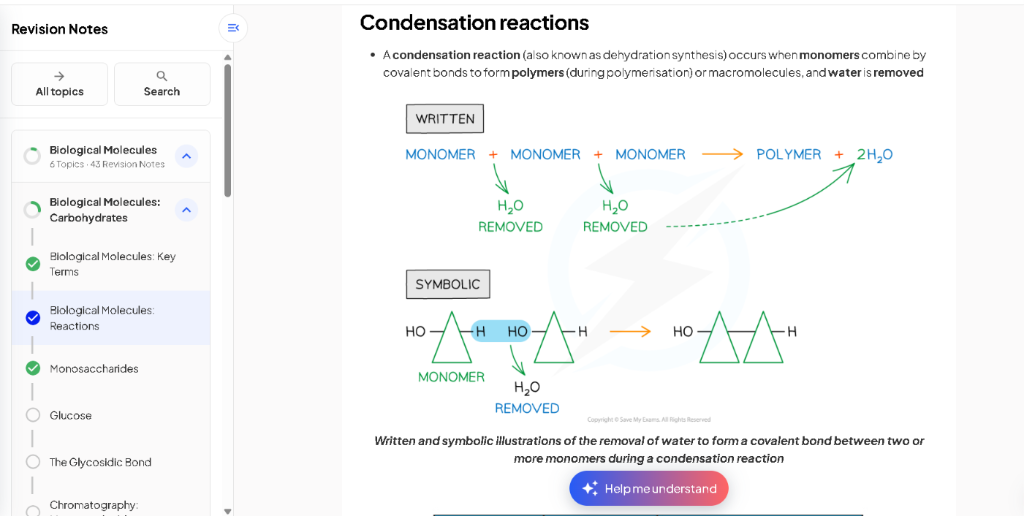 Revision Notes
All topics
Search
Biological Molecules
6 Topics · 43 Revision Notes
Biological Molecules:
Carbohydrates
Biological Molecules: Key
Terms
Biological Molecules:
Reactions
Monosaccharides
Glucose
The Glycosidic Bond
Chromatography:
Condensation reactions
• A condensation reaction (also known as dehydration synthesis) occurs when monomers combine by
covalent bonds to form polymers (during polymerisation) or macromolecules, and water is removed
WRITTEN
MONOMER + MONOMER + MONOMER → POLYMER + 2H₂O
H₂O H₂O
REMOVED REMOVED
SYMBOLIC
HO H HO H → HO H
MONOMER
H₂O
REMOVED
Copyright © Save My Exams. All Rights Reserved
Written and symbolic illustrations of the removal of water to form a covalent bond between two or
more monomers during a condensation reaction
Help me understand